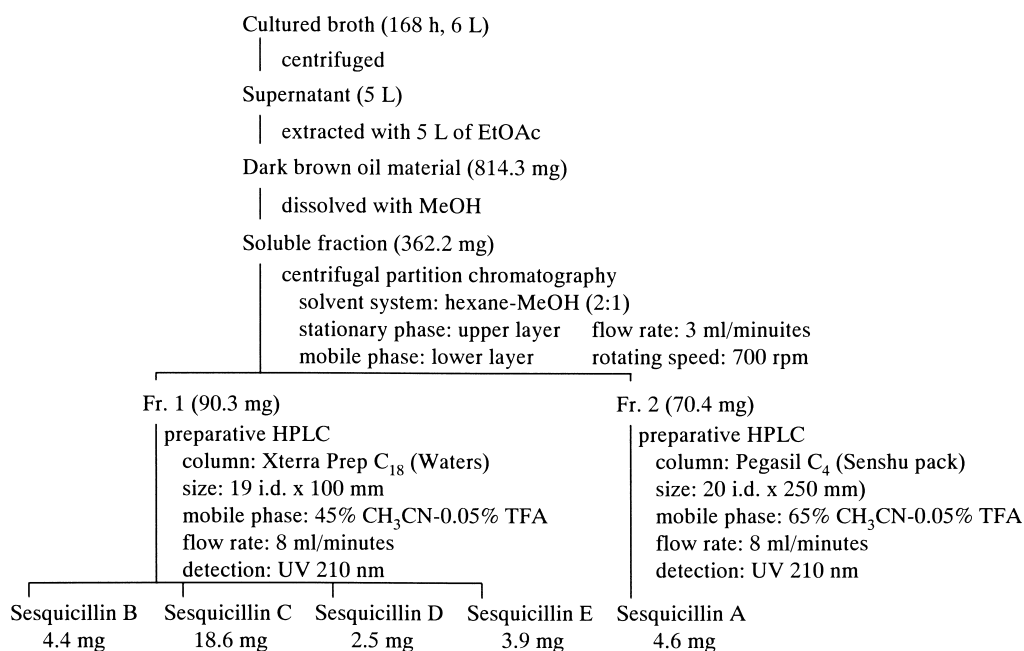 Cultured broth (168 h, 6 L)
centrifuged
Supernatant (5 L)
extracted with 5 L of EtOAc
Dark brown oil material (814.3 mg)
dissolved with MeOH
Soluble fraction (362.2 mg)
centrifugal partition chromatography
solvent system: hexane-MeOH (2:1)
stationary phase: upper layer flow rate: 3 ml/minuites
mobile phase: lower layer rotating speed: 700 rpm
Fr. 1 (90.3 mg)
preparative HPLC
column: Xterra Prep C₁₈ (Waters)
size: 19 i.d. x 100 mm
mobile phase: 45% CH₃CN-0.05% TFA
flow rate: 8 ml/minutes
detection: UV 210 nm
Fr. 2 (70.4 mg)
preparative HPLC
column: Pegasil C₄ (Senshu pack)
size: 20 i.d. x 250 mm)
mobile phase: 65% CH₃CN-0.05% TFA
flow rate: 8 ml/minutes
detection: UV 210 nm
Sesquicillin B Sesquicillin C Sesquicillin D Sesquicillin E Sesquicillin A
4.4 mg 18.6 mg 2.5 mg 3.9 mg 4.6 mg